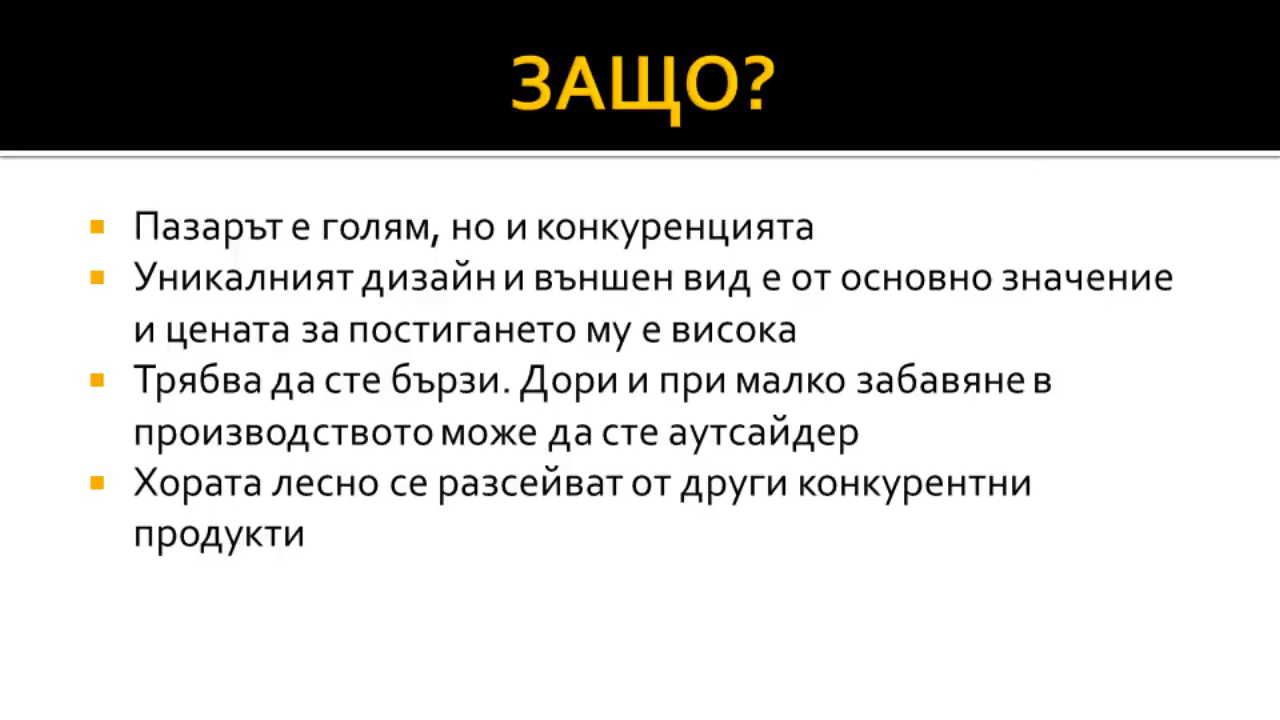 ЗАЩО?
Пазарът е голям, но и конкуренцията
Уникалният дизайн и външен вид е от основно значение
и цената за постигането му е висока
Трябва да сте бързи. Дори и при малко забавяне в
производството може да сте аутсайдер
Хората лесно се разсейват от други конкурентни
продукти